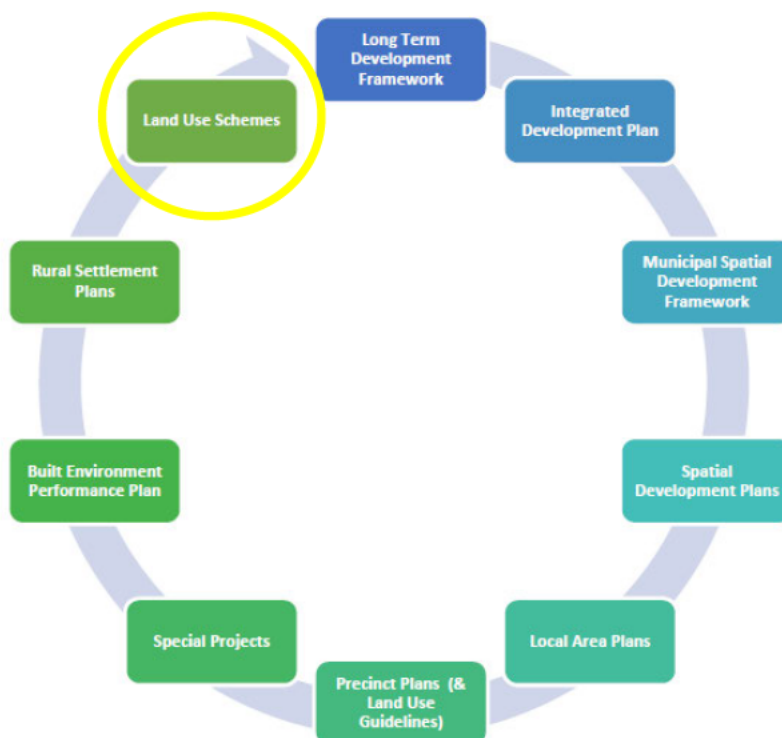 Long Term
Development
Framework
Integrated
Development Plan
Municipal Spatial
Development
Framework
Spatial
Development Plans
Local Area Plans
Precinct Plans (& 
Land Use
Guidelines)
Special Projects
Built Environment
Performance Plan
Rural Settlement
Plans
Land Use Schemes